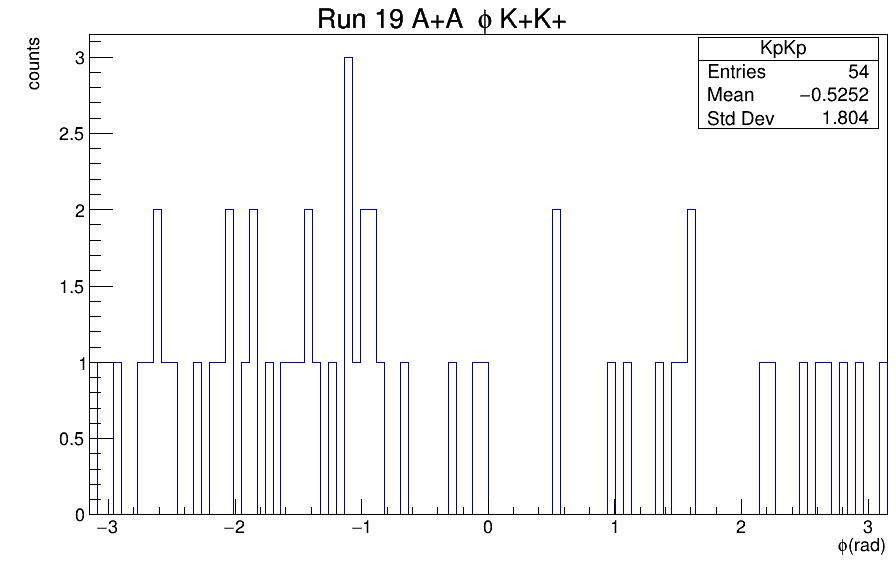 Run 19 A+A ϕ K+K+
counts
KpKp
Entries 54
Mean −0.5252
Std Dev 1.804
3
2.5
2
1.5
1
0.5
0
−3 −2 −1 0 1 2 3
ϕ(rad)